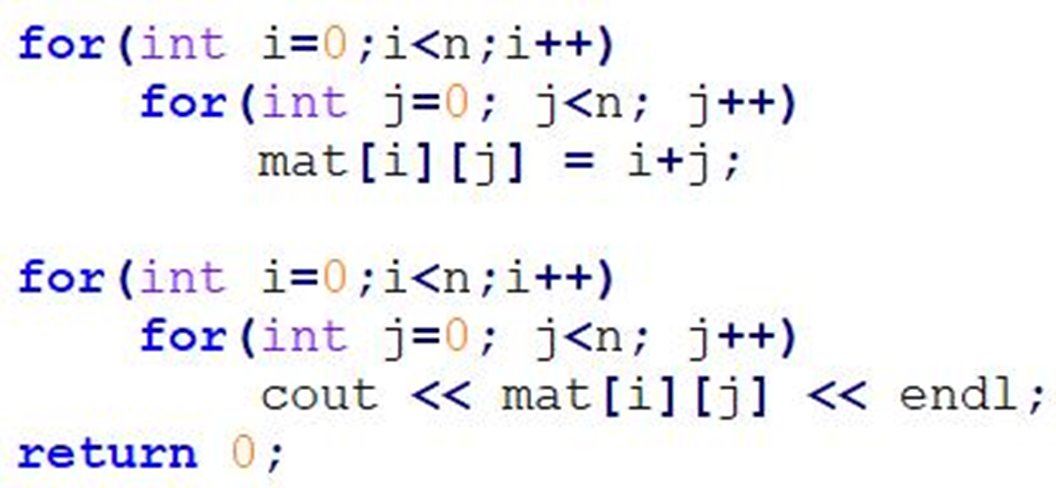 for(int i=0;i<n;i++)
for(int j=0; j<n; j++)
mat[i][j] = i+j;
for(int i=0;i<n;i++)
for(int j=0; j<n; j++)
cout << mat[i][j] << endl;
return 0;